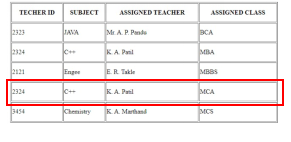 TECHER ID SUBJECT ASSIGNED TEACHER ASSIGNED CLASS
2323 JAVA Mr. A. P. Pandu BCA
2324 C++ K. A. Patil MBA
2121 Engee E. R. Takle MBBS
2324 C++ K. A. Patil MCA
3454 Chemistry K. A. Marthand MCS